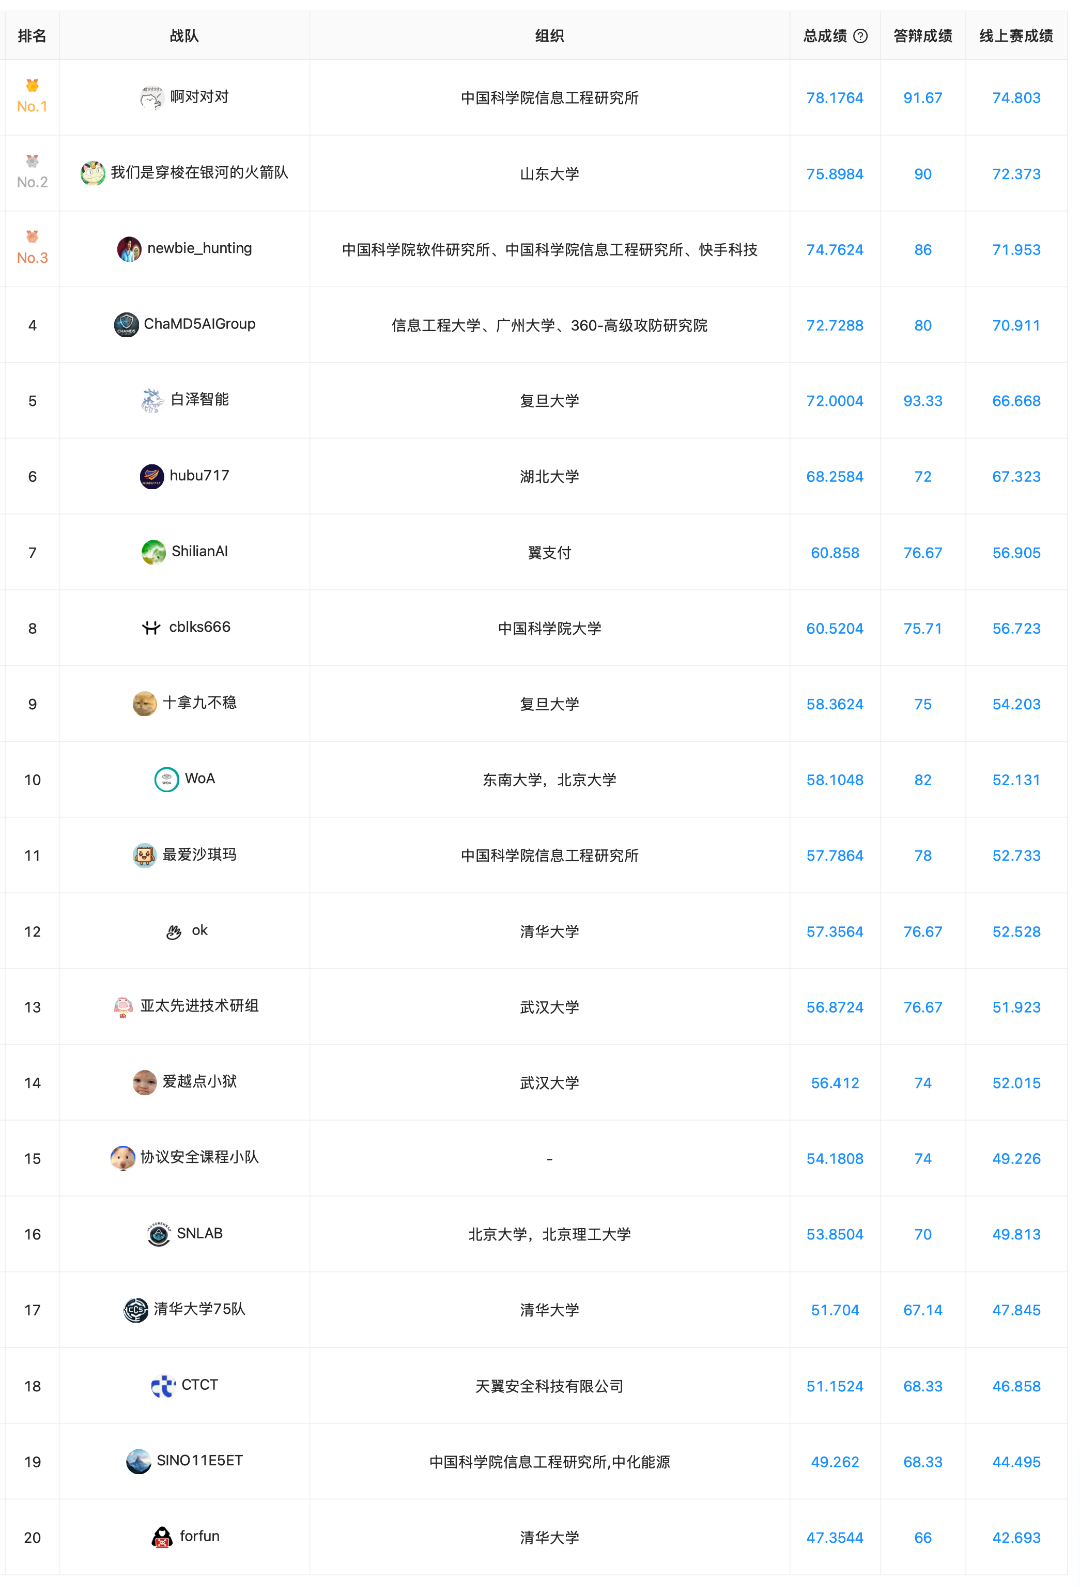 排名 战队 组织 总成绩 答辩成绩 线上赛成绩
No.1 啊对对对 中国科学院信息工程研究所 78.1764 91.67 74.803
No.2 我们是穿梭在银河的火箭队 山东大学 75.8984 90 72.373
No.3 newbie_hunting 中国科学院软件研究所、中国科学院信息工程研究所、快手科技 74.7624 86 71.953
4 ChaMD5AIGroup 信息工程大学、广州大学、360-高级攻防研究院 72.7288 80 70.911
5 白泽智能 复旦大学 72.0004 93.33 66.668
6 hubu717 湖北大学 68.2584 72 67.323
7 ShilianAI 翼支付 60.858 76.67 56.905
8 cblks666 中国科学院大学 60.5204 75.71 56.723
9 十拿九不稳 复旦大学 58.3624 75 54.203
10 WoA 东南大学，北京大学 58.1048 82 52.131
11 最爱沙琪玛 中国科学院信息工程研究所 57.7864 78 52.733
12 ok 清华大学 57.3564 76.67 52.528
13 亚太先进技术研组 武汉大学 56.8724 76.67 51.923
14 爱越点小狱 武汉大学 56.412 74 52.015
15 协议安全课程小队 - 54.1808 74 49.226
16 SNLAB 北京大学，北京理工大学 53.8504 70 49.813
17 清华大学75队 清华大学 51.704 67.14 47.845
18 CTCT 天翼安全科技有限公司 51.1524 68.33 46.858
19 SINO11E5ET 中国科学院信息工程研究所,中化能源 49.262 68.33 44.495
20 forfun 清华大学 47.3544 66 42.693